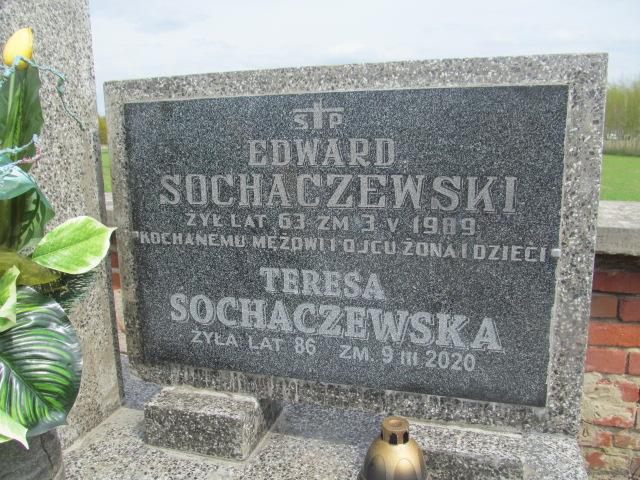 Ś P
EDWARD
SOCHACZEWSKI
ŻYŁ LAT 63 ZM 3 V 1989
KOCHANEMU MĘŻOWI I OJCU ŻONA I DZIECI
TERESA
SOCHACZEWSKA
ŻYŁA LAT 86 ZM. 9 III 2020